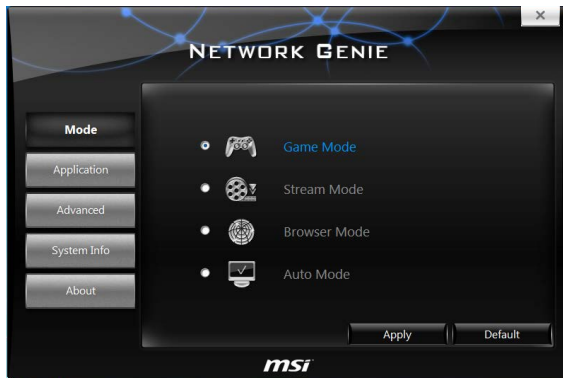 NETWORK GENIE
Mode
Application
Advanced
System Info
About
Game Mode
Stream Mode
Browser Mode
Auto Mode
Apply
Default
msi